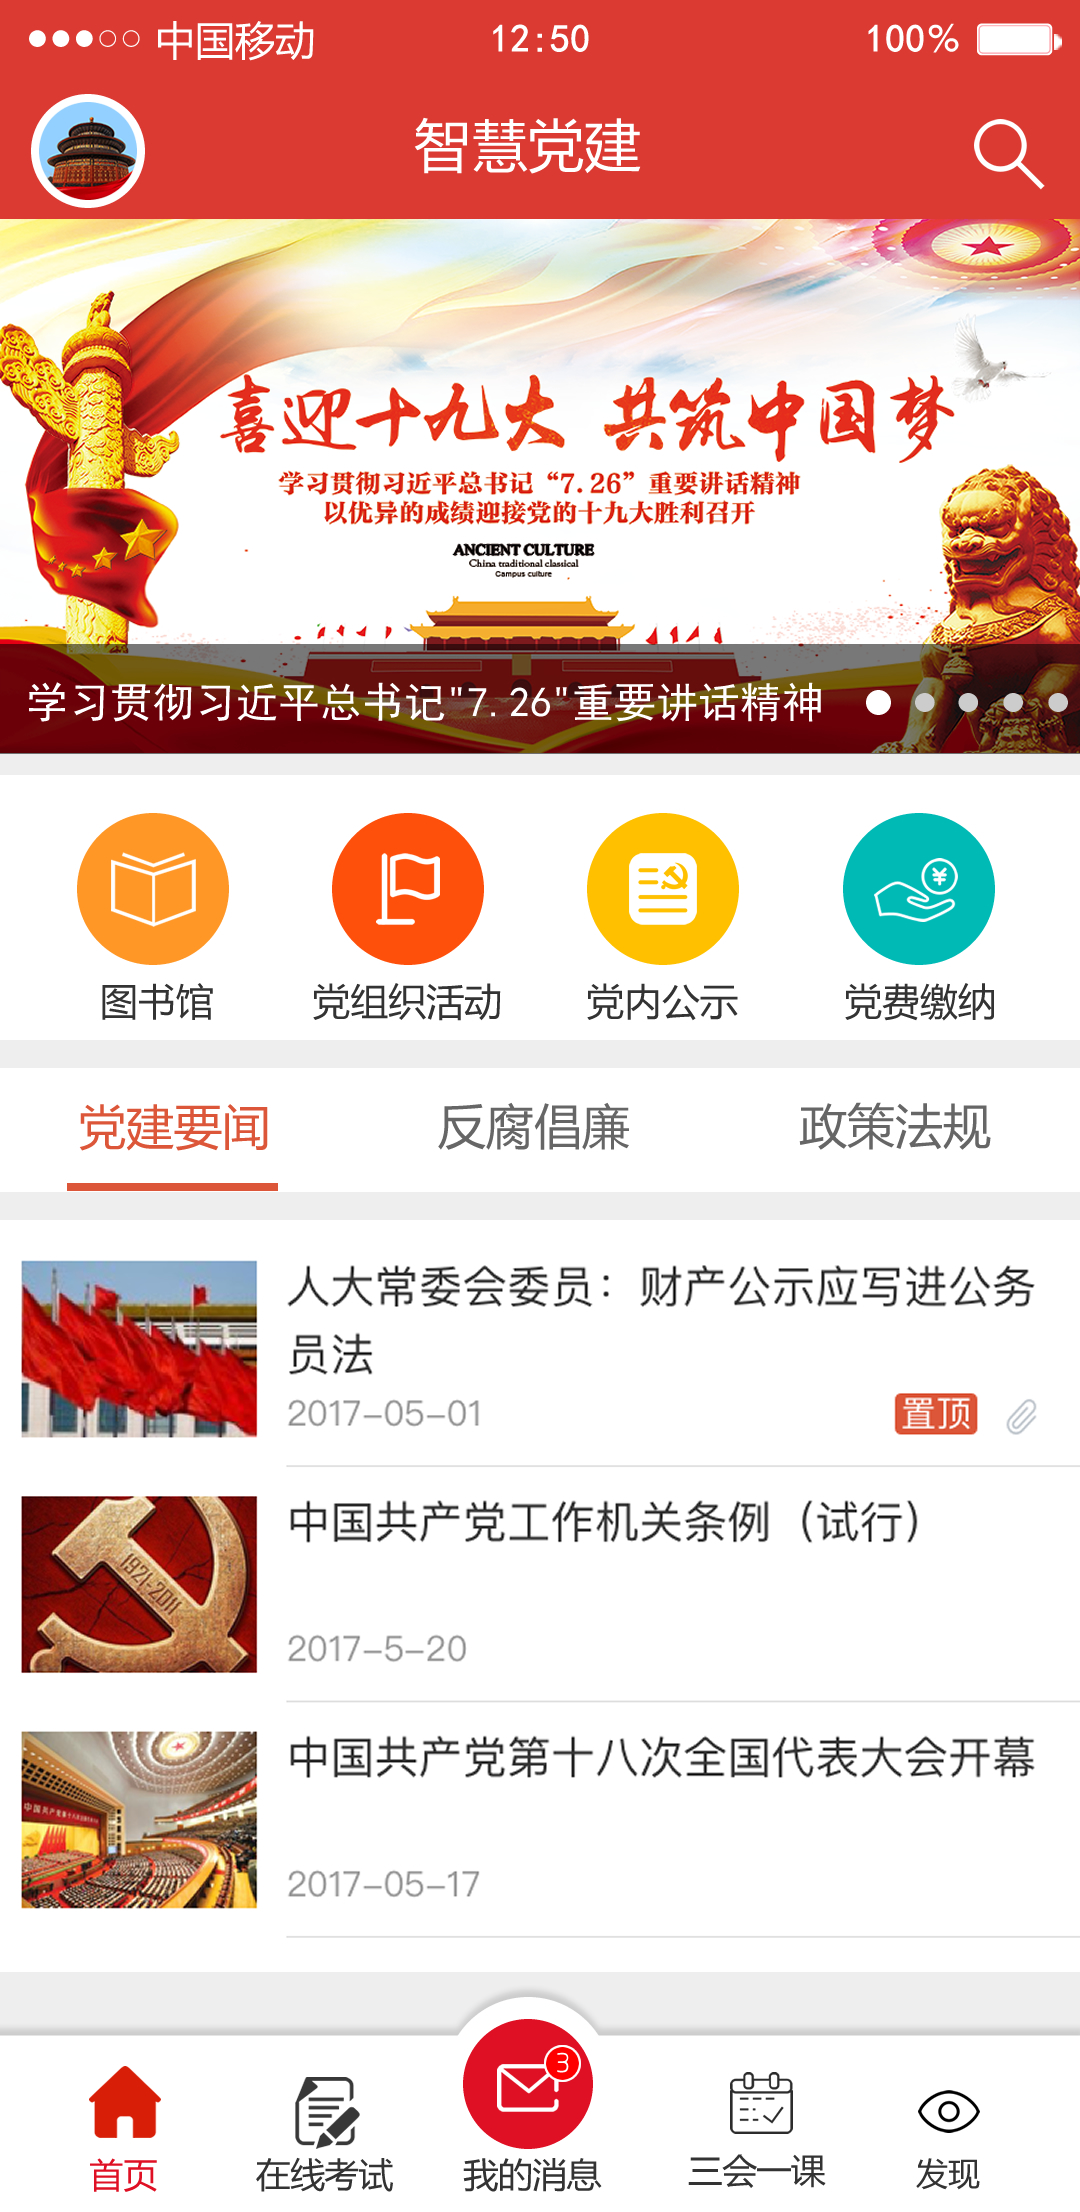 中国移动 12:50 100%
智慧党建
喜迎十九大 共筑中国梦
学习贯彻习近平总书记“7.26”重要讲话精神
以优异的成绩迎接党的十九大胜利召开
ANCIENT CULTURE
China traditional classical
Campus culture
学习贯彻习近平总书记"7.26"重要讲话精神
图书馆 党组织活动 党内公示 党费缴纳
党建要闻 反腐倡廉 政策法规
人大常委会委员：财产公示应写进公务
员法
2017-05-01 置顶
1921-2011
中国共产党工作机关条例（试行）
2017-5-20
中国共产党第十八次全国代表大会开幕
2017-05-17
3
首页 在线考试 我的消息 三会一课 发现